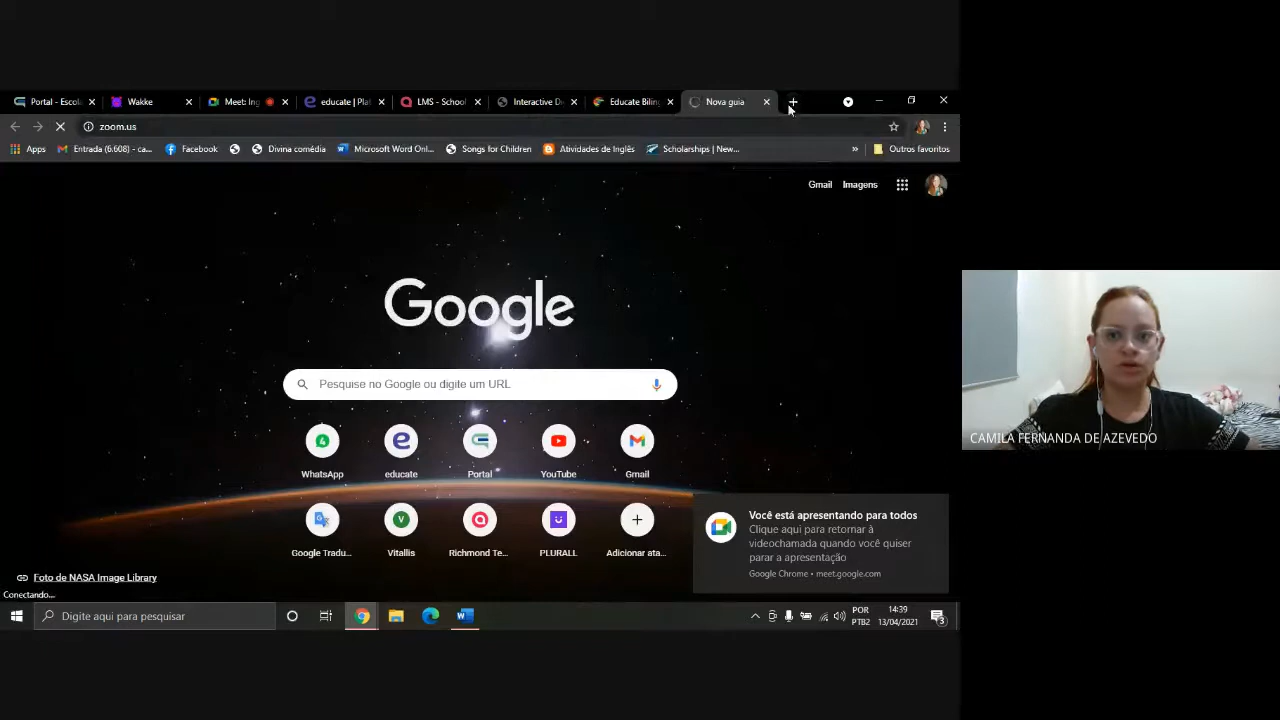 Portal - Escol
Wakke
Meet: Ing
educate | Pla
LMS - School
Interactive Di
Educate Biling
Nova guia
zoom.us
Apps
Entrada (6.608) - ca...
Facebook
Divina comédia
Microsoft Word Onl...
Songs for Children
Atividades de Inglês
Scholarships | New...
»
Outros favoritos
Gmail
Imagens
Google
Pesquise no Google ou digite um URL
WhatsApp
educate
Portal
YouTube
Gmail
Google Tradu...
Vitallis
Richmond Te...
PLURALL
Adicionar ata...
Você está apresentando para todos
Clique aqui para retornar à
videochamada quando você quiser
parar a apresentação
Google Chrome • meet.google.com
Foto de NASA Image Library
Conectando...
Digite aqui para pesquisar
POR
PTB2
14:39
13/04/2021
3
CAMILA FERNANDA DE AZEVEDO